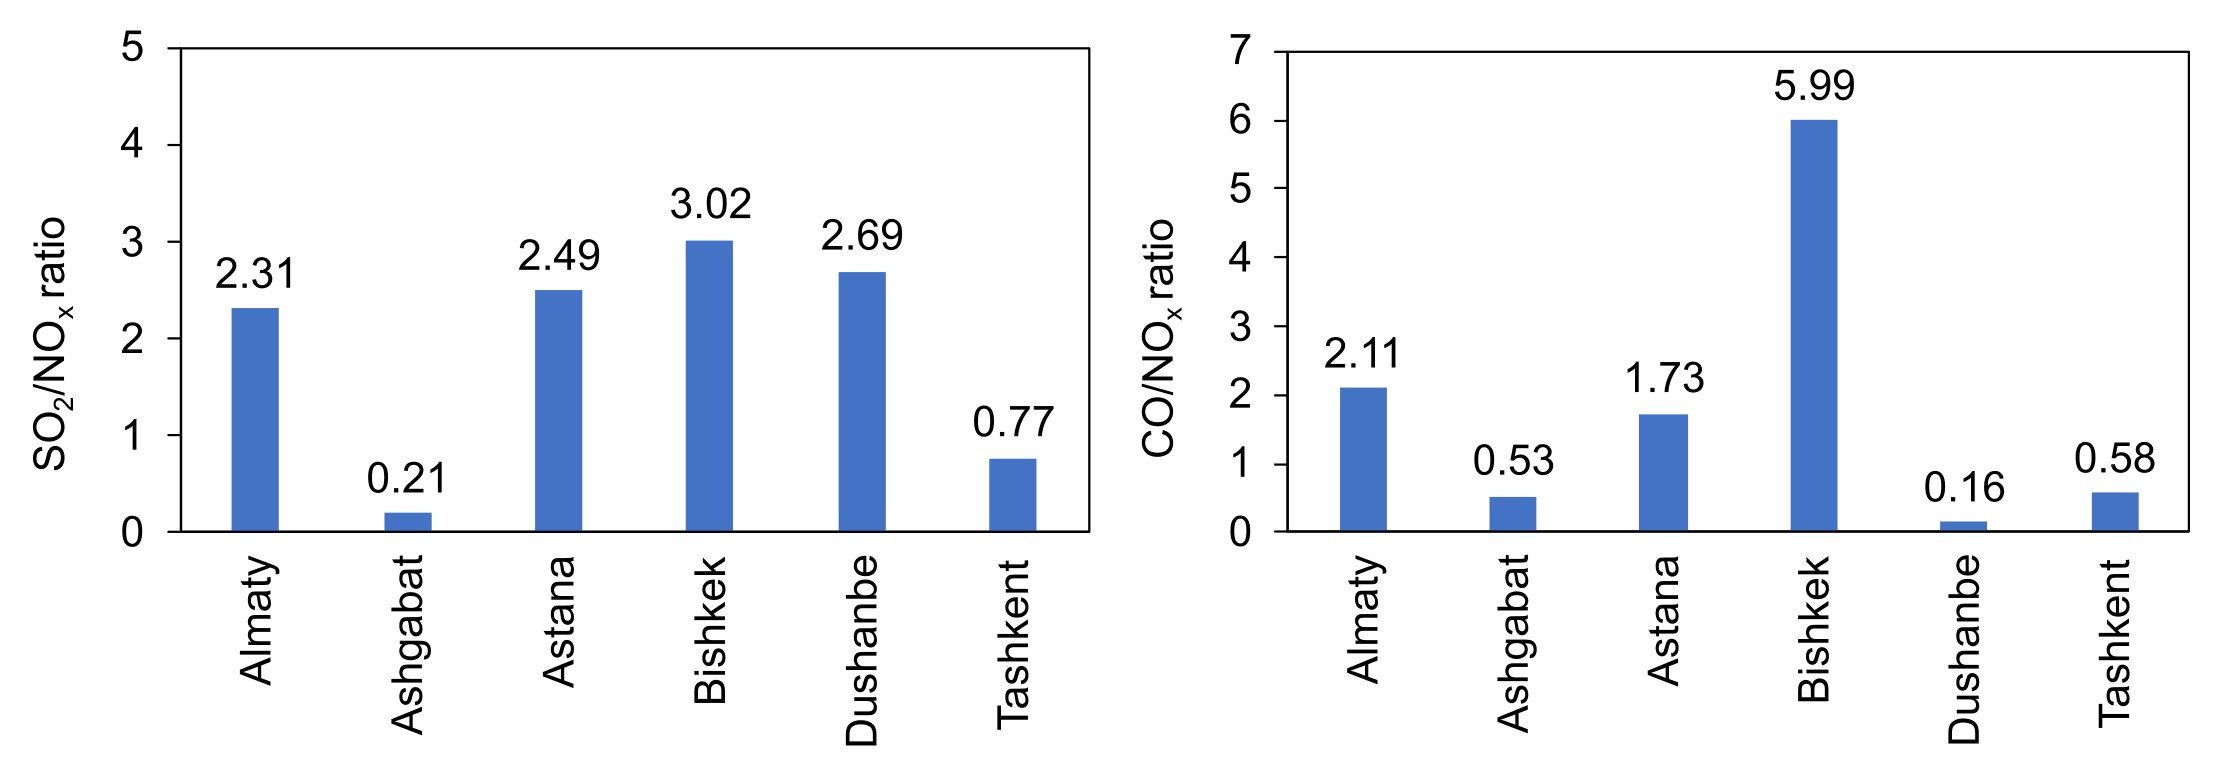 SO2/NOx ratio
5
4
3
2
1
0
2.31
0.21
2.49
3.02
2.69
0.77
Almaty
Ashgabat
Astana
Bishkek
Dushanbe
Tashkent
CO/NOx ratio
7
6
5
4
3
2
1
0
2.11
0.53
1.73
5.99
0.16
0.58
Almaty
Ashgabat
Astana
Bishkek
Dushanbe
Tashkent